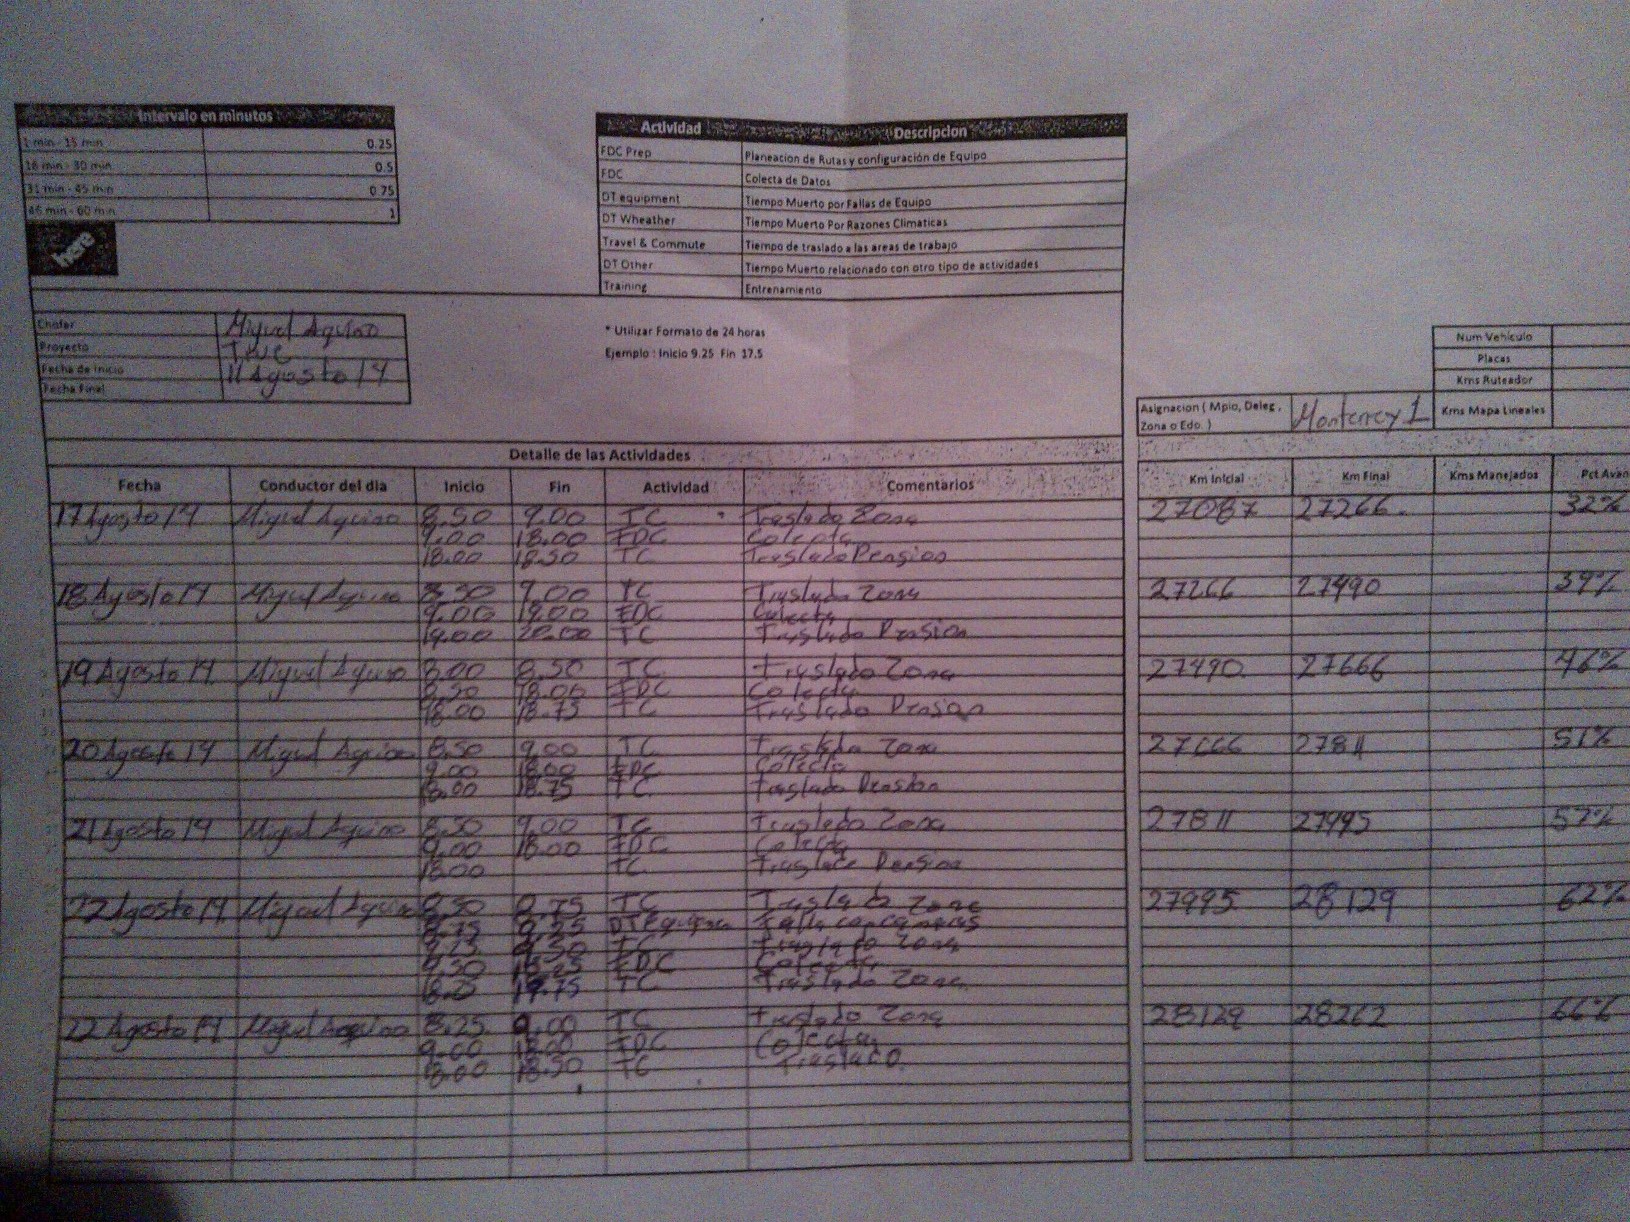 Intervalo en minutos
1 min - 15 min 0.25
16 min - 30 min 0.5
31 min - 45 min 0.75
46 min - 60 min 1
here
Actividad Descripcion
FDC Prep Planeacion de Rutas y configuración de Equipo
FDC Colecta de Datos
DT equipment Tiempo Muerto por Fallas de Equipo
DT Wheather Tiempo Muerto Por Razones Climaticas
Travel & Commute Tiempo de traslado a las areas de trabajo
DT Other Tiempo Muerto relacionado con otro tipo de actividades
Training Entrenamiento
Chofer Miguel Aquino
Proyecto
Fecha de Inicio 11 Agosto 14
Fecha Final
* Utilizar Formato de 24 horas
Ejemplo : Inicio 9.25 Fin 17.5
Num Vehiculo
Placas
Kms Ruteador
Kms Mapa Lineales
Asignacion ( Mpio, Deleg ,
Zona o Edo. ) Monterrey 1
Detalle de las Actividades
Fecha Conductor del dia Inicio Fin Actividad Comentarios Km Inicial Km Final Kms Manejados Pct Avan
17 Agosto 14 Miguel Aquino 8.50 9.00 TC Traslado Zona 27087 27266 32%
9.00 18.00 FDC Colecta
18.00 18.50 TC Traslado Pension
18 Agosto 14 Miguel Aquino 8.50 9.00 TC Traslado Zona 27266 27490 39%
9.00 19.00 FDC Colecta
19.00 20.00 TC Traslado Pension
19 Agosto 14 Miguel Aquino 8.00 8.50 TC Traslado Zona 27490 27666 46%
8.50 18.00 FDC Colecta
18.00 18.75 TC Traslado Pension
20 Agosto 14 Miguel Aquino 8.50 9.00 TC Traslado Zona 27666 27811 51%
9.00 18.00 FDC Colecta
18.00 18.75 TC Traslado Pension
21 Agosto 14 Miguel Aquino 8.50 9.00 TC Traslado Zona 27811 27995 57%
9.00 18.00 FDC Colecta
18.00 TC Traslado Pension
22 Agosto 14 Miguel Aquino 8.50 8.75 TC Traslado Zona 27995 28129 62%
8.75 9.25 DT Falla con camaras
9.25 9.50 TC Traslado Zona
9.50 18.25 FDC Colecta
18.25 19.75 TC Traslado Zona
22 Agosto 14 Miguel Aquino 8.25 9.00 TC Traslado Zona 28129 28262 66%
9.00 18.00 FDC Colecta
18.00 18.50 TC Traslado